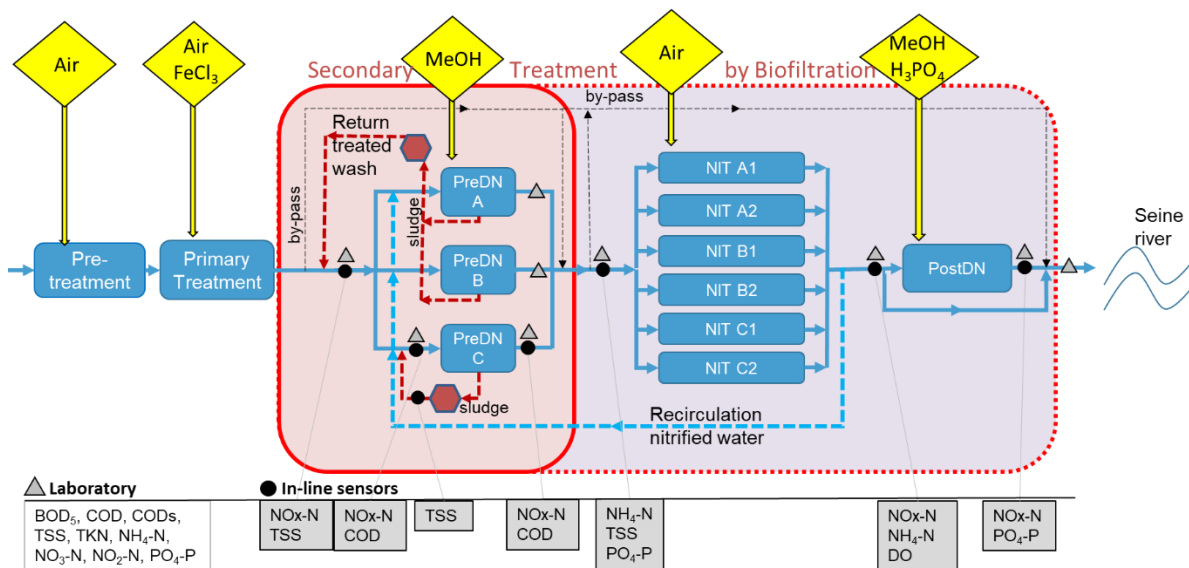 Air
Air
FeCl3
MeOH
Air
MeOH
H3PO4
Secondary Treatment by Biofiltration
by-pass
by-pass
Return
treated
wash
sludge
PreDN
A
PreDN
B
PreDN
C
sludge
Pre-
treatment
Primary
Treatment
NIT A1
NIT A2
NIT B1
NIT B2
NIT C1
NIT C2
PostDN
Seine
river
Recirculation
nitrified water
Laboratory
BOD5, COD, CODs,
TSS, TKN, NH4-N,
NO3-N, NO2-N, PO4-P
In-line sensors
NOx-N
TSS
NOx-N
COD
TSS
NOx-N
COD
NH4-N
TSS
PO4-P
NOx-N
NH4-N
DO
NOx-N
PO4-P